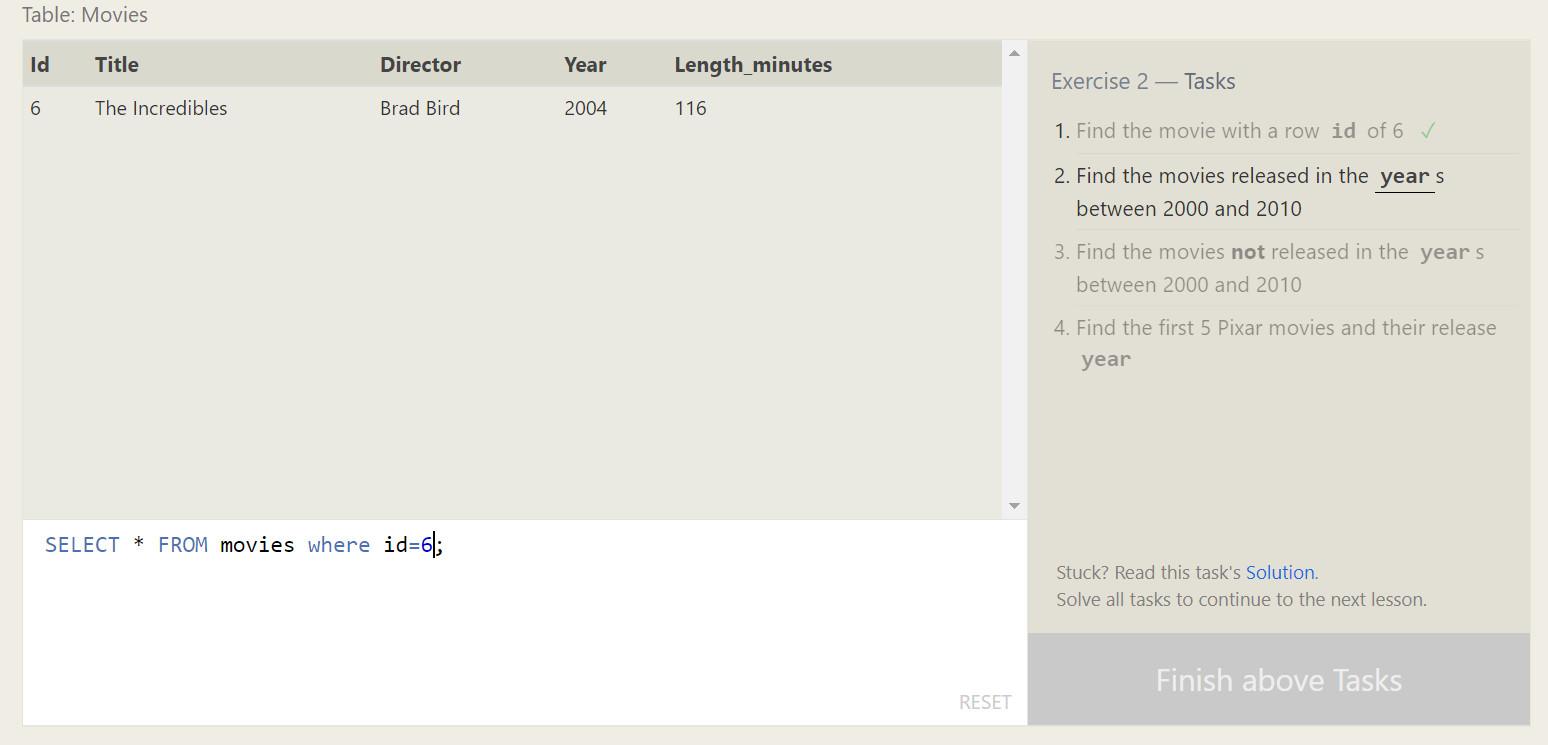 Table: Movies
Id Title Director Year Length_minutes
6 The Incredibles Brad Bird 2004 116
SELECT * FROM movies where id=6;
RESET
Exercise 2 — Tasks
1. Find the movie with a row id of 6 ✓
2. Find the movies released in the year s
between 2000 and 2010
3. Find the movies not released in the year s
between 2000 and 2010
4. Find the first 5 Pixar movies and their release
year
Stuck? Read this task's Solution.
Solve all tasks to continue to the next lesson.
Finish above Tasks